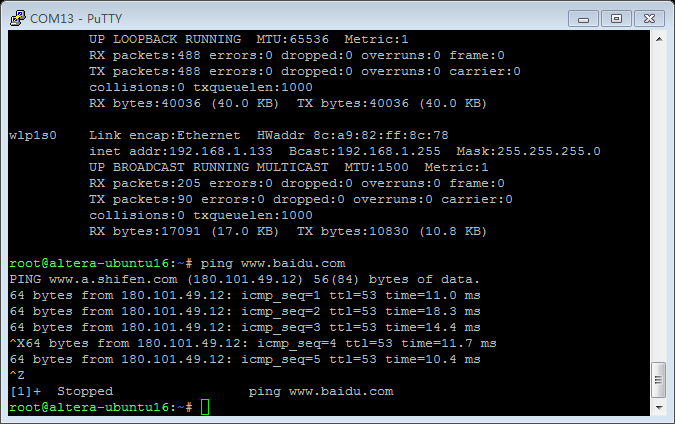 COM13 - PuTTY
UP LOOPBACK RUNNING  MTU:65536  Metric:1
RX packets:488 errors:0 dropped:0 overruns:0 frame:0
TX packets:488 errors:0 dropped:0 overruns:0 carrier:0
collisions:0 txqueuelen:1000
RX bytes:40036 (40.0 KB)  TX bytes:40036 (40.0 KB)
wlp1s0    Link encap:Ethernet  HWaddr 8c:a9:82:ff:8c:78
inet addr:192.168.1.133  Bcast:192.168.1.255  Mask:255.255.255.0
UP BROADCAST RUNNING MULTICAST  MTU:1500  Metric:1
RX packets:205 errors:0 dropped:0 overruns:0 frame:0
TX packets:90 errors:0 dropped:0 overruns:0 carrier:0
collisions:0 txqueuelen:1000
RX bytes:17091 (17.0 KB)  TX bytes:10830 (10.8 KB)
root@altera-ubuntu16:~# ping www.baidu.com
PING www.a.shifen.com (180.101.49.12) 56(84) bytes of data.
64 bytes from 180.101.49.12: icmp_seq=1 ttl=53 time=11.0 ms
64 bytes from 180.101.49.12: icmp_seq=2 ttl=53 time=18.3 ms
64 bytes from 180.101.49.12: icmp_seq=3 ttl=53 time=14.4 ms
^X64 bytes from 180.101.49.12: icmp_seq=4 ttl=53 time=11.7 ms
64 bytes from 180.101.49.12: icmp_seq=5 ttl=53 time=10.4 ms
^Z
[1]+  Stopped                 ping www.baidu.com
root@altera-ubuntu16:~#